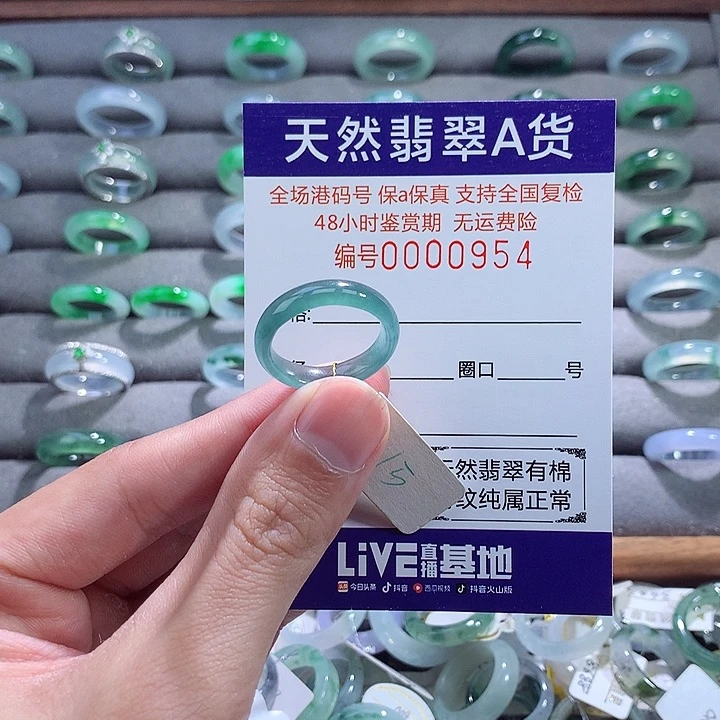 天然翡翠A货
全场港码号 保a保真 支持全国复检
48小时鉴赏期 无运费险
编号0000954
格:
圈口 号
然翡翠有棉
纹纯属正常
LiVE直播基地
今日头条 抖音 西瓜视频 抖音火山版